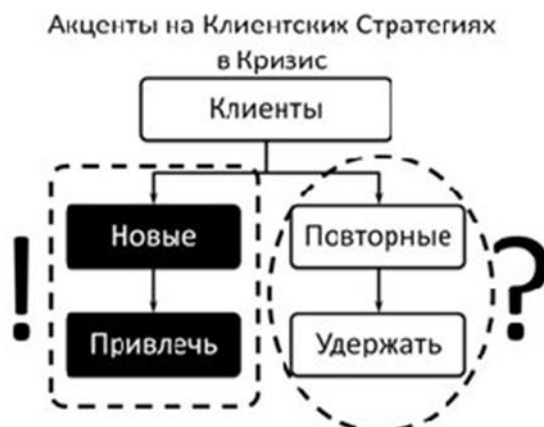 Акценты на Клиентских Стратегиях
в Кризис
Клиенты
Новые
Повторные
!
?
Привлечь
Удержать